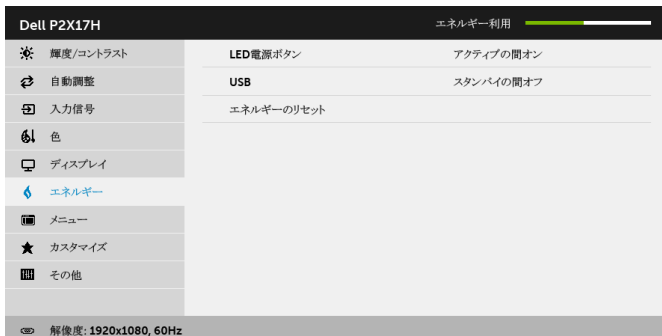 Dell P2X17H エネルギー利用
輝度/コントラスト LED電源ボタン アクティブの間オン
自動調整 USB スタンバイの間オフ
入力信号 エネルギーのリセット
色
ディスプレイ
エネルギー
メニュー
カスタマイズ
その他
解像度: 1920x1080, 60Hz